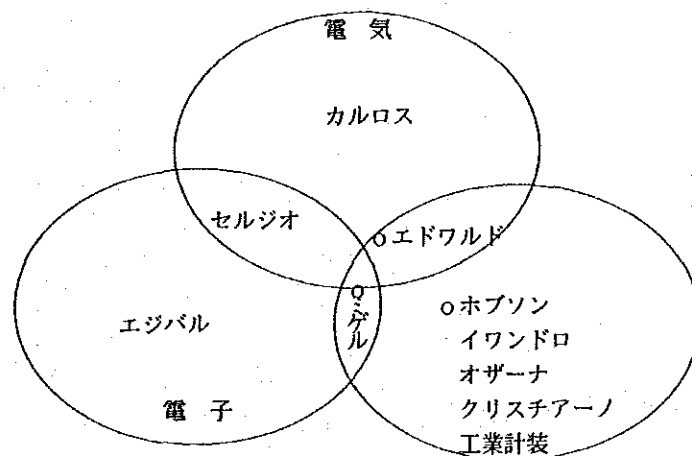 電気
カルロス
セルジオ
oエドワルド
エジバル
oミゲル
oホブソン
イワンドロ
オザーナ
クリスチアーノ
電子
工業計装